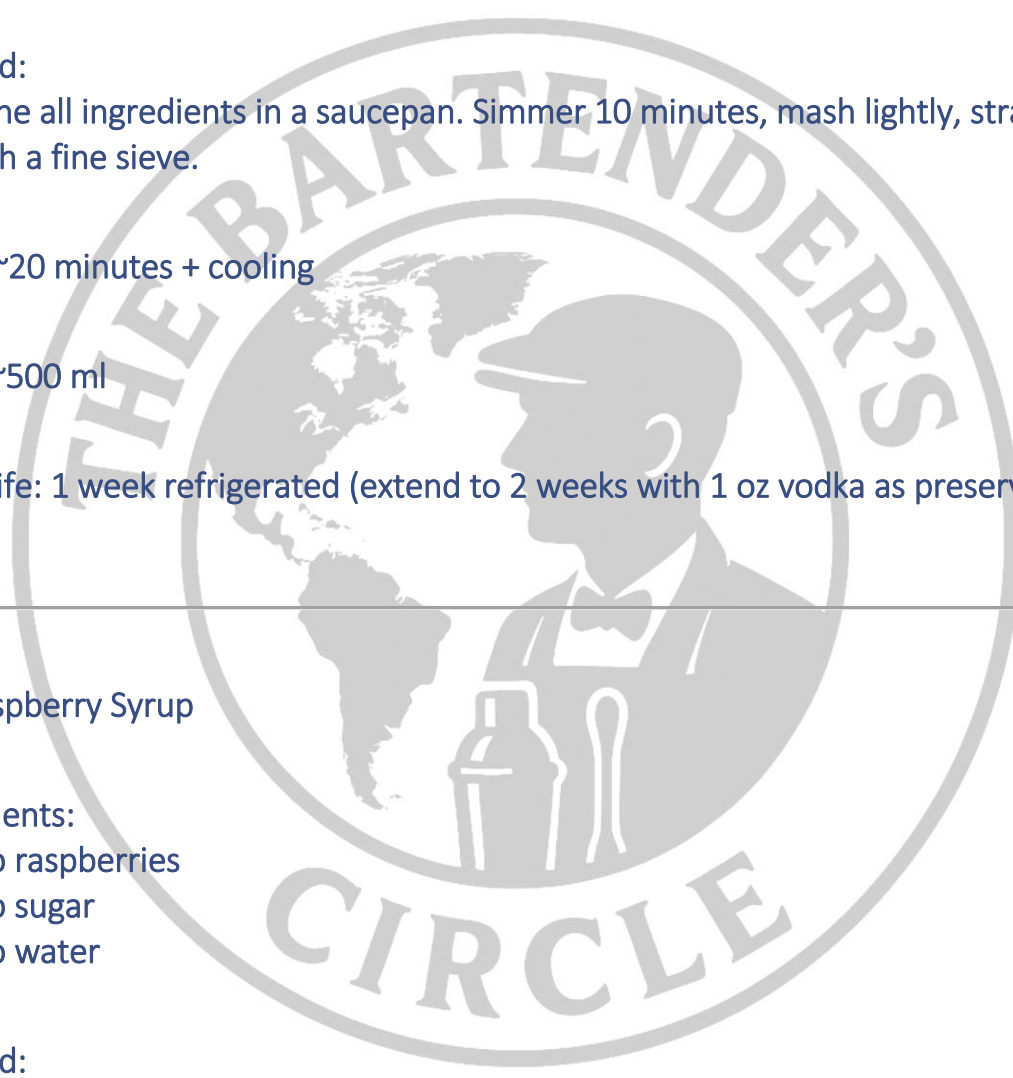 d:
ne all ingredients in a saucepan. Simmer 10 minutes, mash lightly, stra
h a fine sieve.
~20 minutes + cooling
~500 ml
ife: 1 week refrigerated (extend to 2 weeks with 1 oz vodka as preserv
spberry Syrup
ents:
p raspberries
p sugar
p water
d:
THE BARTENDER'S
CIRCLE